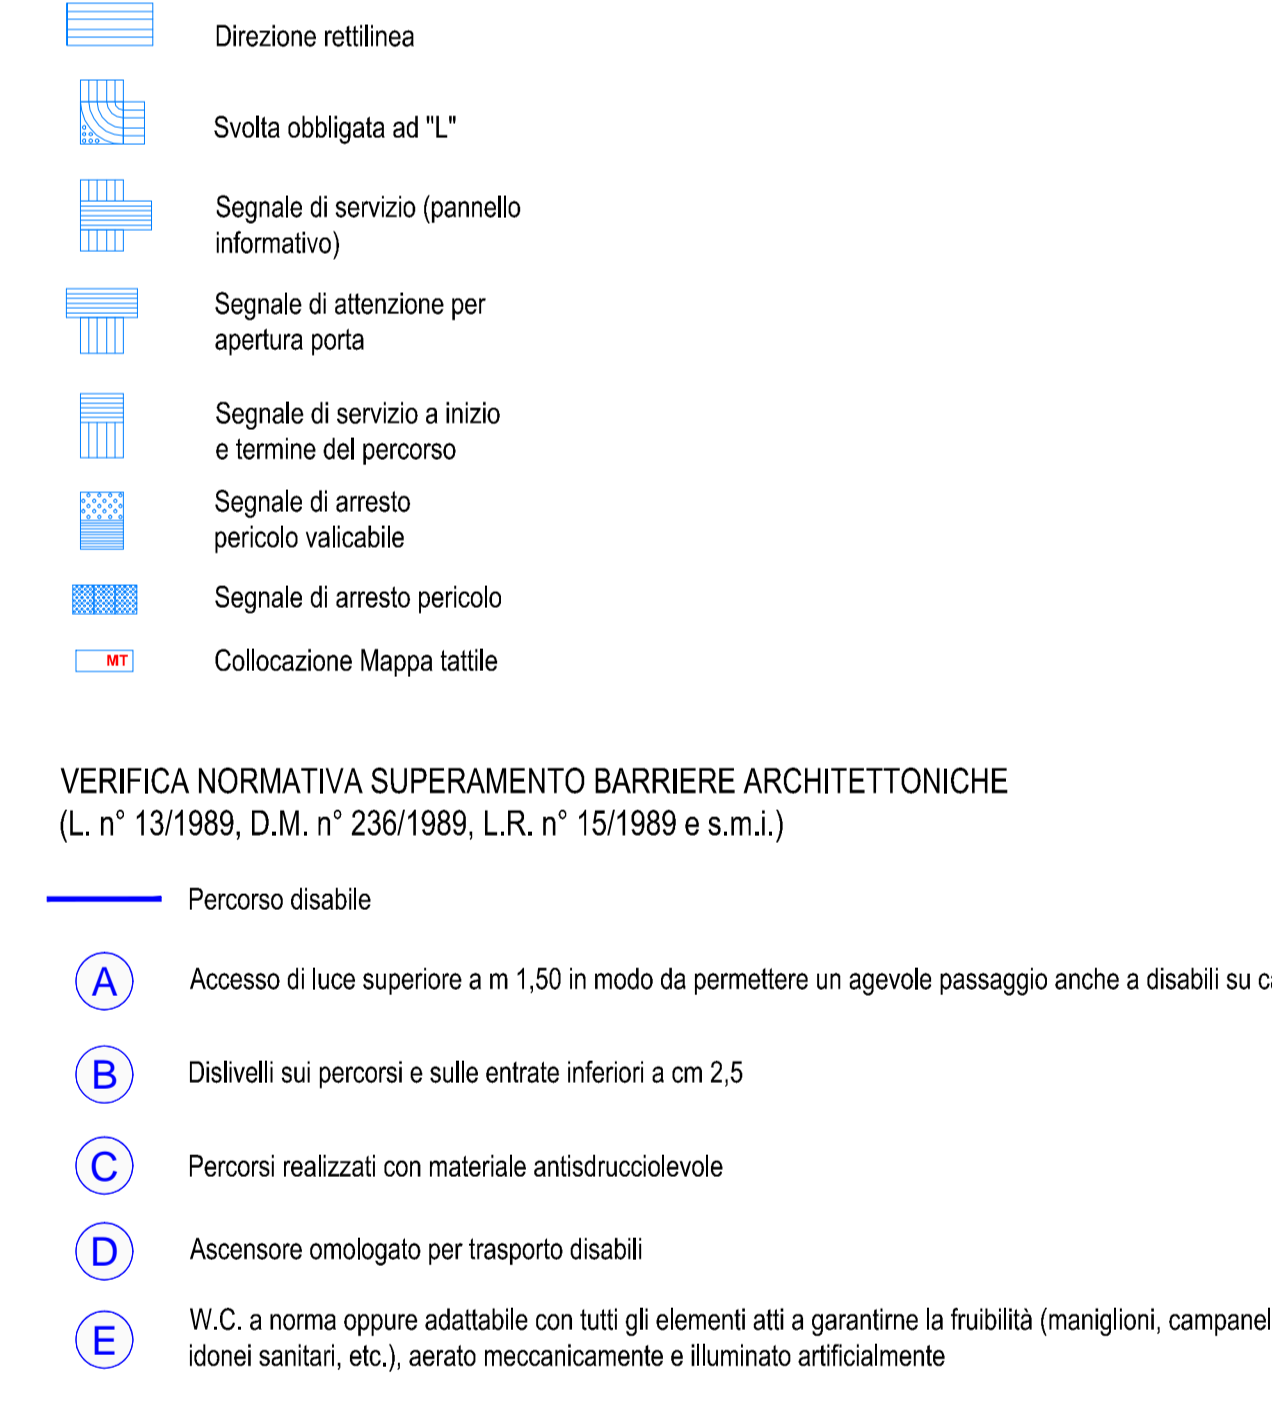 Direzione rettilinea
Svolta obbligata ad "L"
Segnale di servizio (pannello
informativo)
Segnale di attenzione per
apertura porta
Segnale di servizio a inizio
e termine del percorso
Segnale di arresto
pericolo valicabile
Segnale di arresto pericolo
MT Collocazione Mappa tattile
VERIFICA NORMATIVA SUPERAMENTO BARRIERE ARCHITETTONICHE
(L. n° 13/1989, D.M. n° 236/1989, L.R. n° 15/1989 e s.m.i.)
Percorso disabile
A Accesso di luce superiore a m 1,50 in modo da permettere un agevole passaggio anche a disabili su
B Dislivelli sui percorsi e sulle entrate inferiori a cm 2,5
C Percorsi realizzati con materiale antisdrucciolevole
D Ascensore omologato per trasporto disabili
E W.C. a norma oppure adattabile con tutti gli elementi atti a garantirne la fruibilità (maniglioni,
idonei sanitari, etc.), aerato meccanicamente e illuminato artificialmente